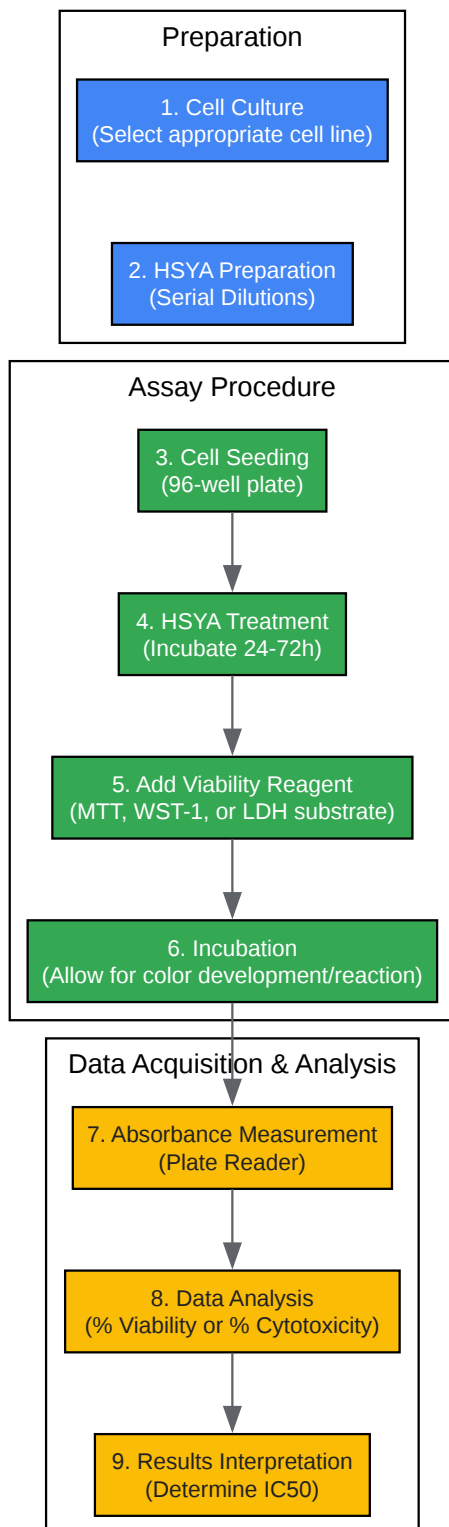 Preparation
1. Cell Culture
(Select appropriate cell line)
2. HSYA Preparation
(Serial Dilutions)
Assay Procedure
3. Cell Seeding
(96-well plate)
4. HSYA Treatment
(Incubate 24-72h)
5. Add Viability Reagent
(MTT, WST-1, or LDH substrate)
6. Incubation
(Allow for color development/reaction)
Data Acquisition & Analysis
7. Absorbance Measurement
(Plate Reader)
8. Data Analysis
(% Viability or % Cytotoxicity)
9. Results Interpretation
(Determine IC50)